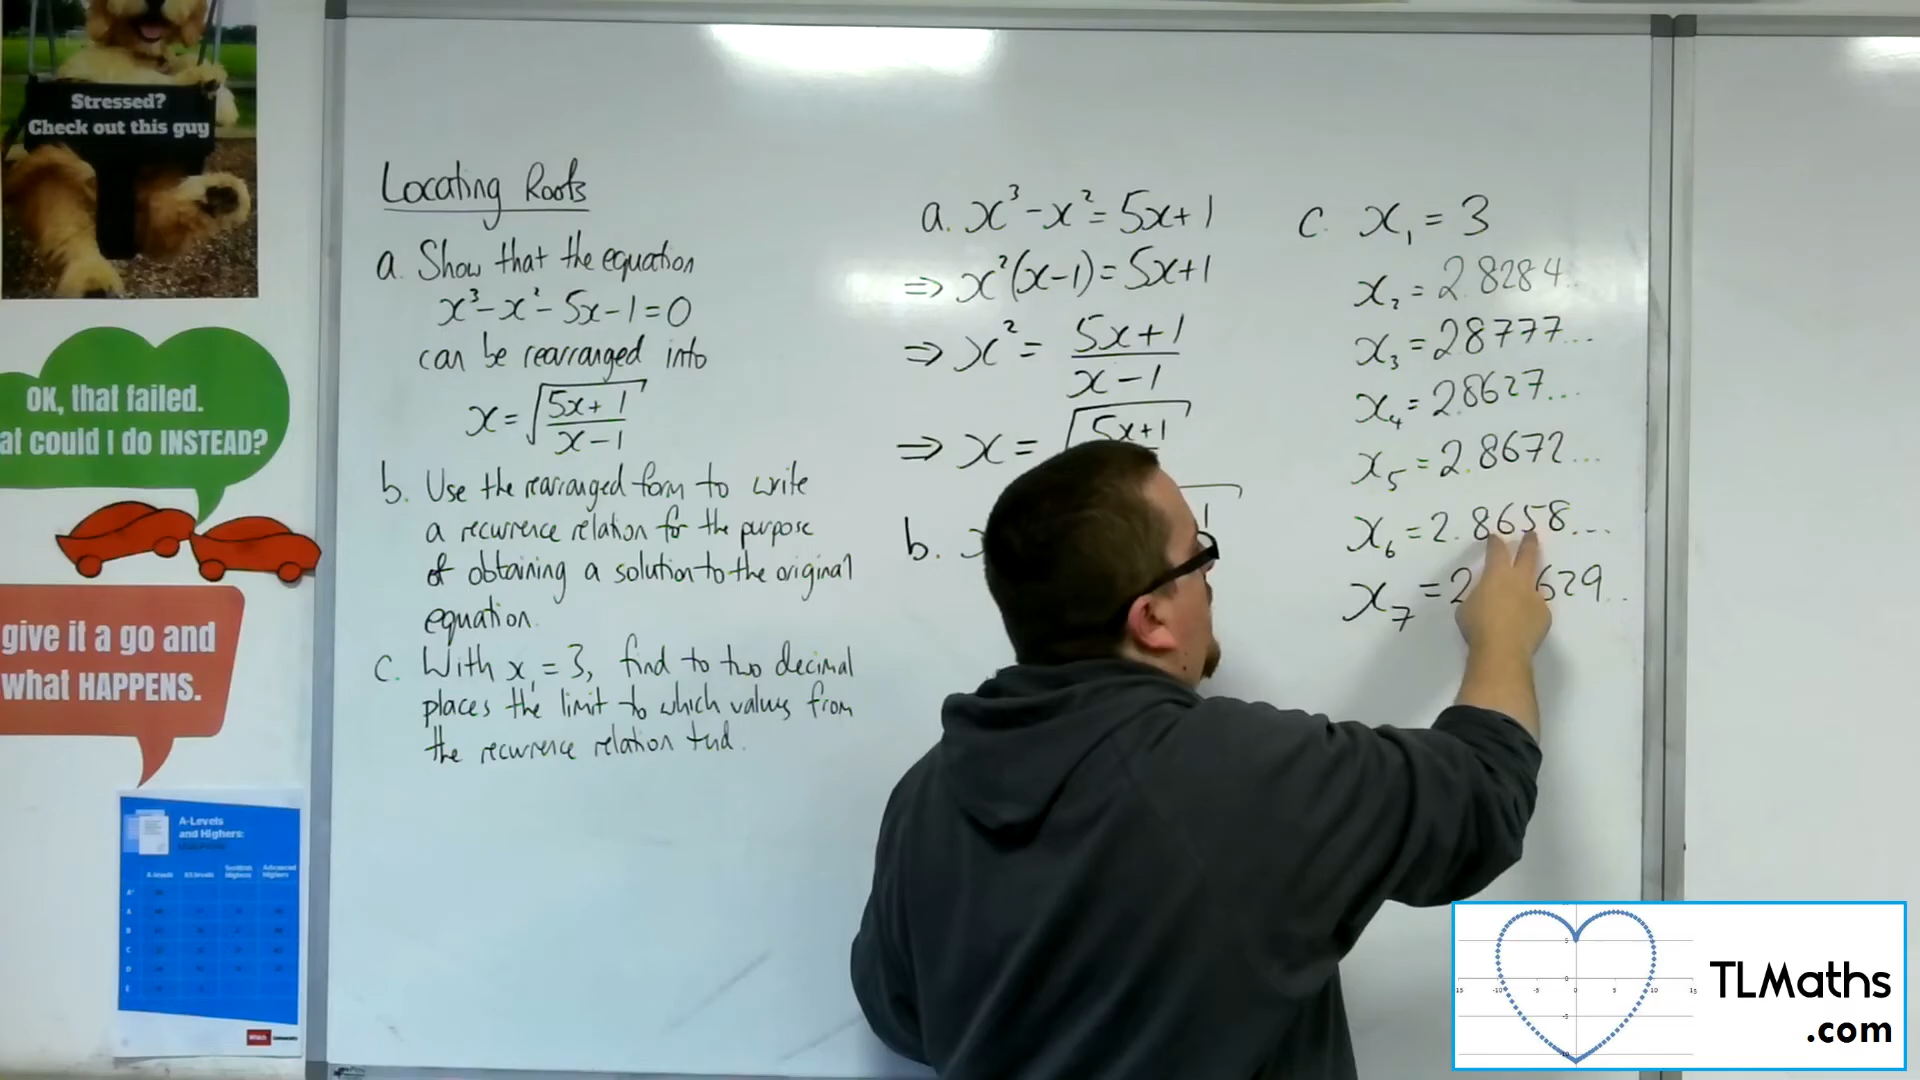 Stressed?
Check out this guy
OK, that failed.
at could I do INSTEAD?
give it a go and
what HAPPENS.
A-Levels
and Highers:
Locating Roots
a. Show that the equation
x³-x²-5x-1=0
can be rearranged into
x=√(5x+1/x-1)
b. Use the rearranged form to write
a recurrence relation for the purpose
of obtaining a solution to the original
equation.
c. With x₁=3, find to two decimal
places the limit to which values from
the recurrence relation tend.
a. x³-x²=5x+1
⇒x²(x-1)=5x+1
⇒x²=5x+1/x-1
⇒x=√5x+1
b.
c. x₁=3
x₂=2.8284..
x₃=28777...
x₄=2.8627...
x₅=2.8672...
x₆=2.8658...
x₇=2 629..
TLMaths
.com